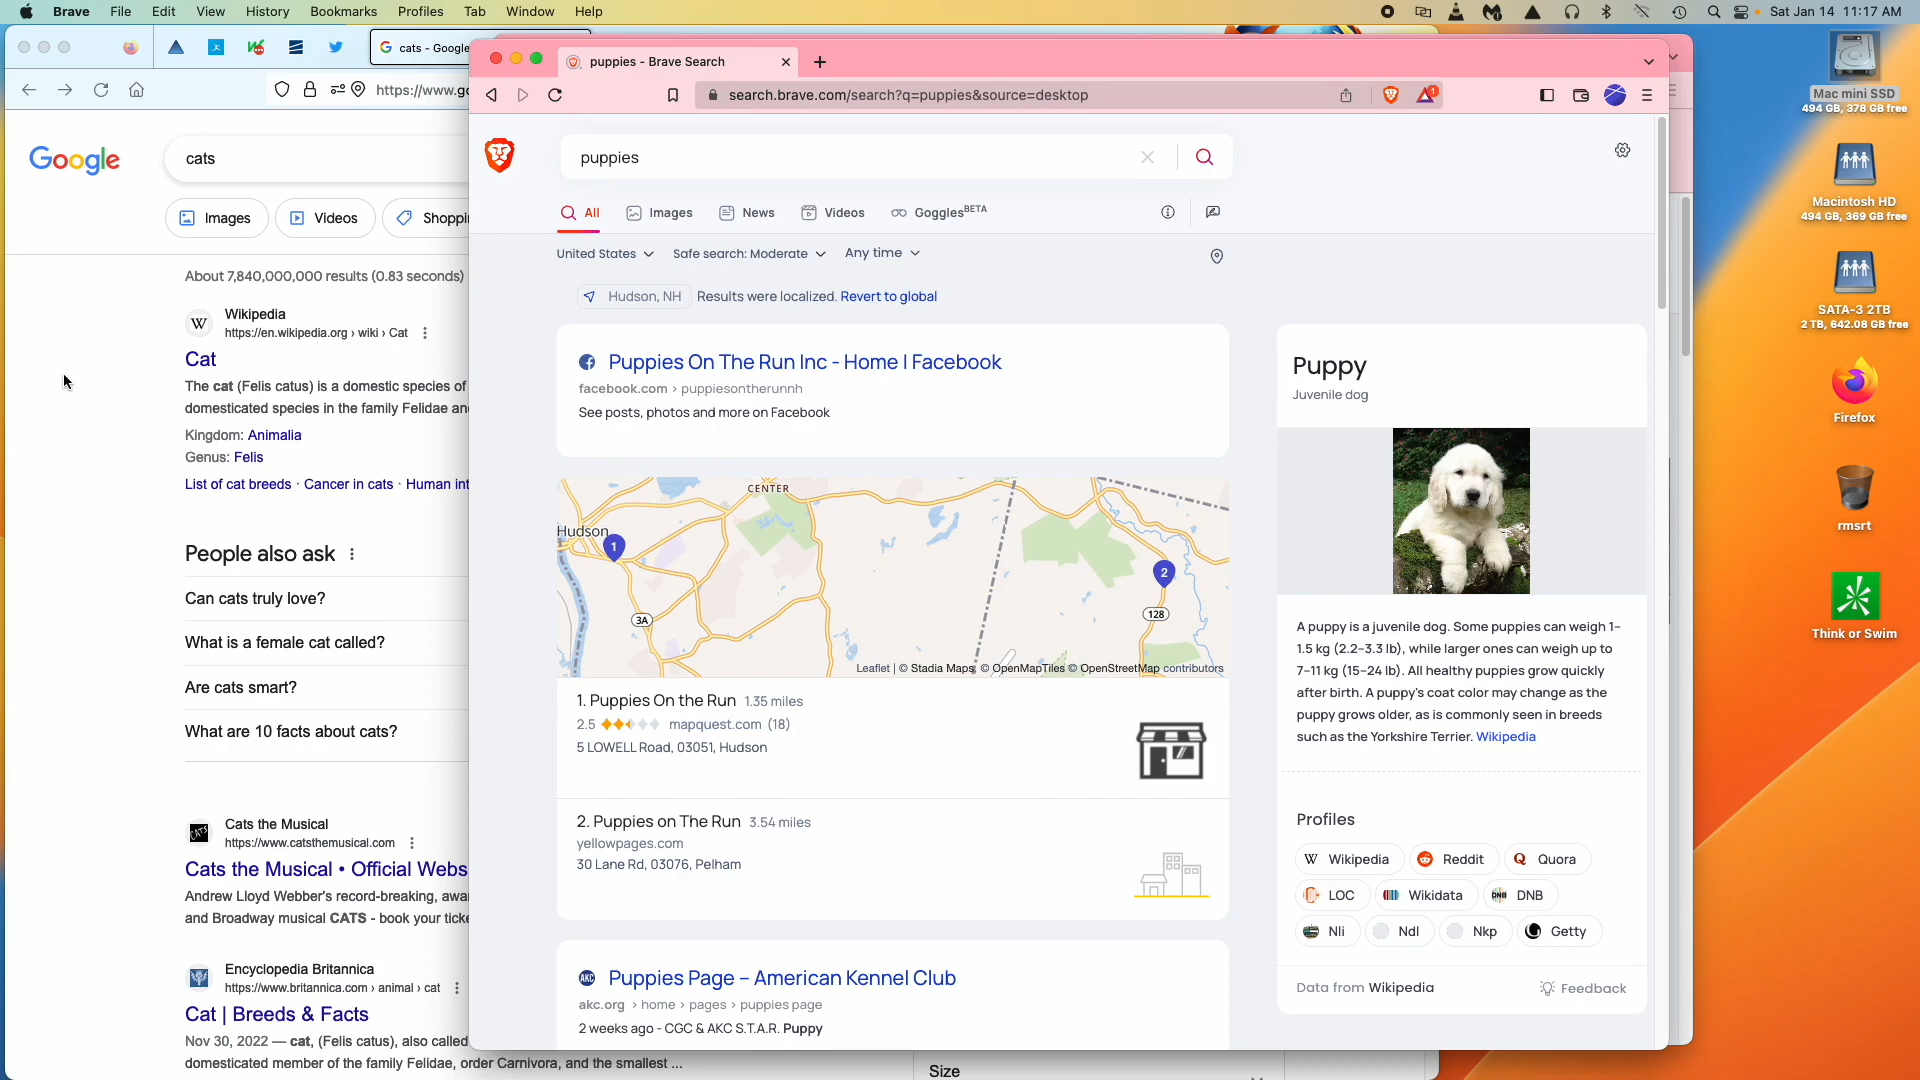 Brave File Edit View History Bookmarks Profiles Tab Window Help
Sat Jan 14 11:17 AM
cats - Google
https://www.go
Google
cats
Images
Videos
Shoppi
About 7,840,000,000 results (0.83 seconds)
W
Wikipedia
https://en.wikipedia.org › wiki › Cat
Cat
The cat (Felis catus) is a domestic species of
domesticated species in the family Felidae an
Kingdom: Animalia
Genus: Felis
List of cat breeds · Cancer in cats · Human int
People also ask
Can cats truly love?
What is a female cat called?
Are cats smart?
What are 10 facts about cats?
CATS
Cats the Musical
https://www.catsthemusical.com
Cats the Musical • Official Webs
Andrew Lloyd Webber's record-breaking, awa
and Broadway musical CATS - book your ticke
Encyclopedia Britannica
https://www.britannica.com › animal › cat
Cat | Breeds & Facts
Nov 30, 2022 — cat, (Felis catus), also called
domesticated member of the family Felidae, order Carnivora, and the smallest ...
Size
puppies - Brave Search
search.brave.com/search?q=puppies&source=desktop
1
puppies
All
Images
News
Videos
Goggles BETA
United States
Safe search: Moderate
Any time
Hudson, NH
Results were localized. Revert to global
Puppies On The Run Inc - Home | Facebook
facebook.com › puppiesontherunnh
See posts, photos and more on Facebook
CENTER
Hudson
1
2
3A
128
Leaflet | © Stadia Maps, © OpenMapTiles © OpenStreetMap contributors
1. Puppies On the Run 1.35 miles
2.5 mapquest.com (18)
5 LOWELL Road, 03051, Hudson
2. Puppies on The Run 3.54 miles
yellowpages.com
30 Lane Rd, 03076, Pelham
AKC
Puppies Page – American Kennel Club
akc.org › home › pages › puppies page
2 weeks ago - CGC & AKC S.T.A.R. Puppy
Puppy
Juvenile dog
A puppy is a juvenile dog. Some puppies can weigh 1–
1.5 kg (2.2–3.3 lb), while larger ones can weigh up to
7–11 kg (15–24 lb). All healthy puppies grow quickly
after birth. A puppy's coat color may change as the
puppy grows older, as is commonly seen in breeds
such as the Yorkshire Terrier. Wikipedia
Profiles
W Wikipedia
Reddit
Quora
LOC
Wikidata
DNB DNB
Nli
Ndl
Nkp
Getty
Data from Wikipedia
Feedback
Mac mini SSD
494 GB, 378 GB free
Macintosh HD
494 GB, 369 GB free
SATA-3 2TB
2 TB, 642.08 GB free
Firefox
rmsrt
Think or Swim